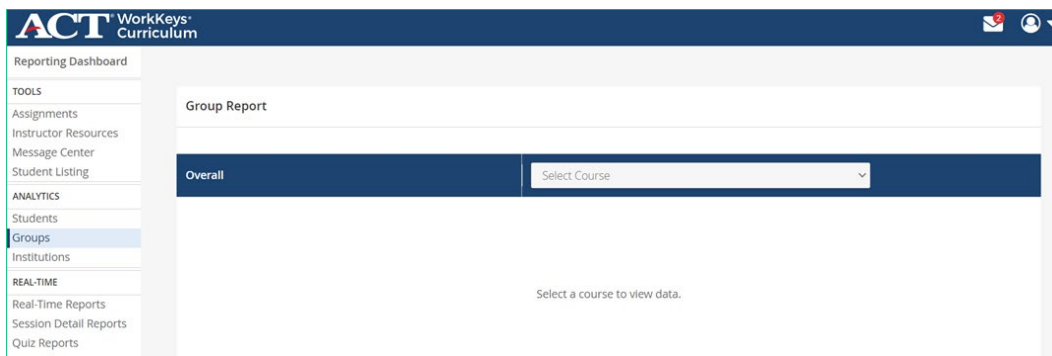 ACT® WorkKeys®
Curriculum
2
Reporting Dashboard
TOOLS
Assignments
Instructor Resources
Message Center
Student Listing
ANALYTICS
Students
Groups
Institutions
REAL-TIME
Real-Time Reports
Session Detail Reports
Quiz Reports
Group Report
Overall
Select Course
Select a course to view data.